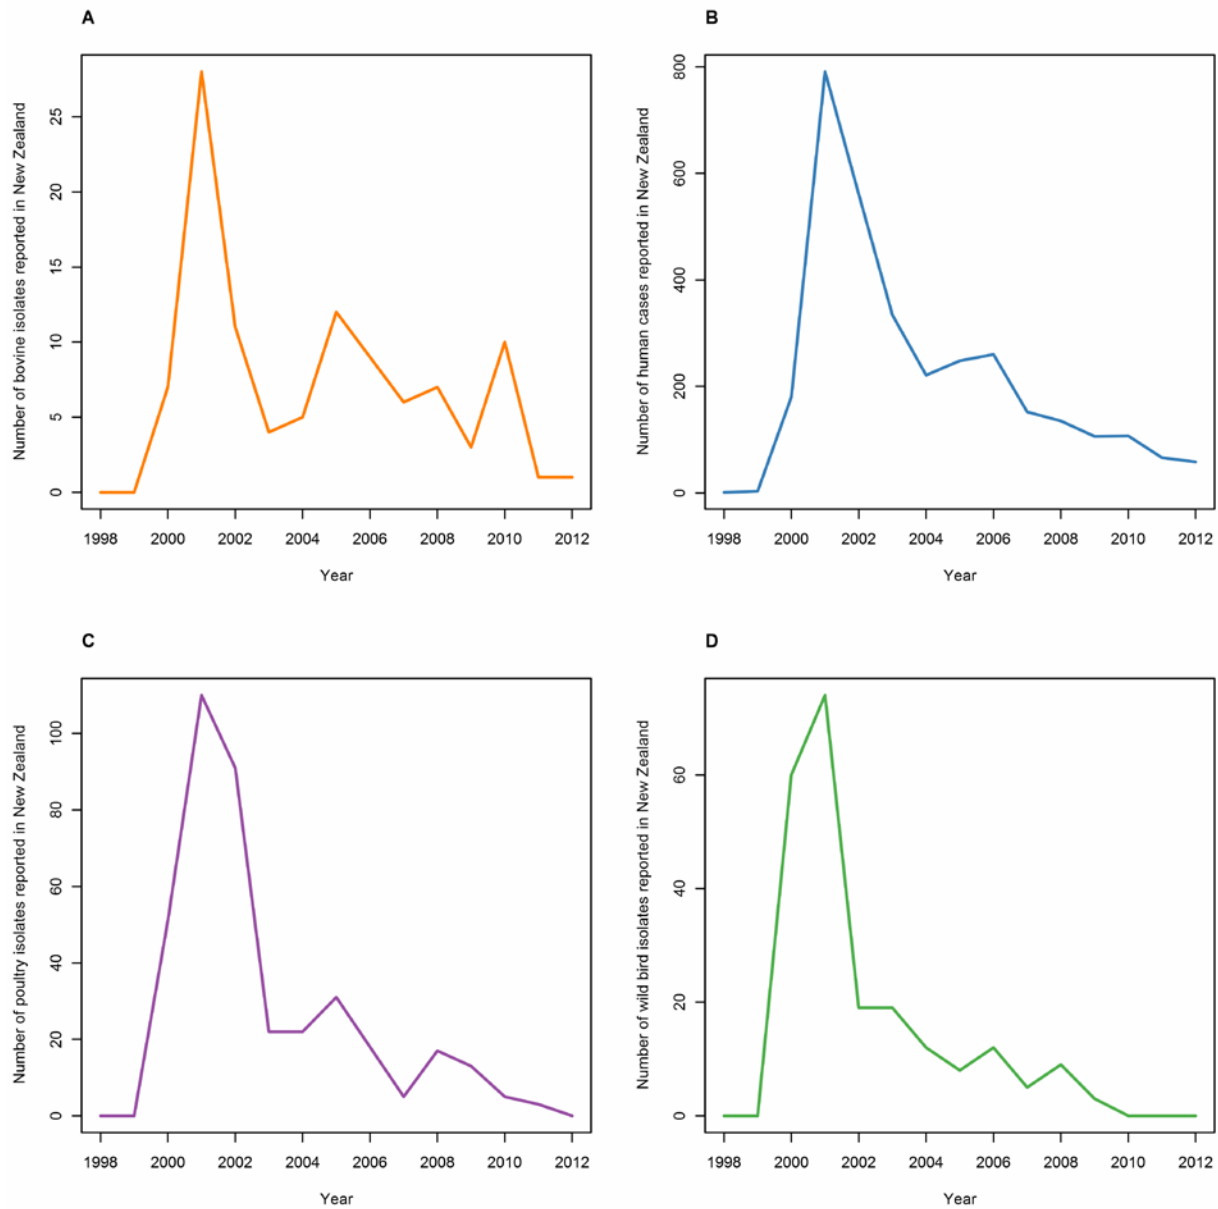 A
Number of bovine isolates reported in New Zealand
0
5
10
15
20
25
1998 2000 2002 2004 2006 2008 2010 2012
Year
B
Number of human cases reported in New Zealand
0
200
400
600
800
1998 2000 2002 2004 2006 2008 2010 2012
Year
C
Number of poultry isolates reported in New Zealand
0
20
40
60
80
100
1998 2000 2002 2004 2006 2008 2010 2012
Year
D
Number of wild bird isolates reported in New Zealand
0
20
40
60
1998 2000 2002 2004 2006 2008 2010 2012
Year